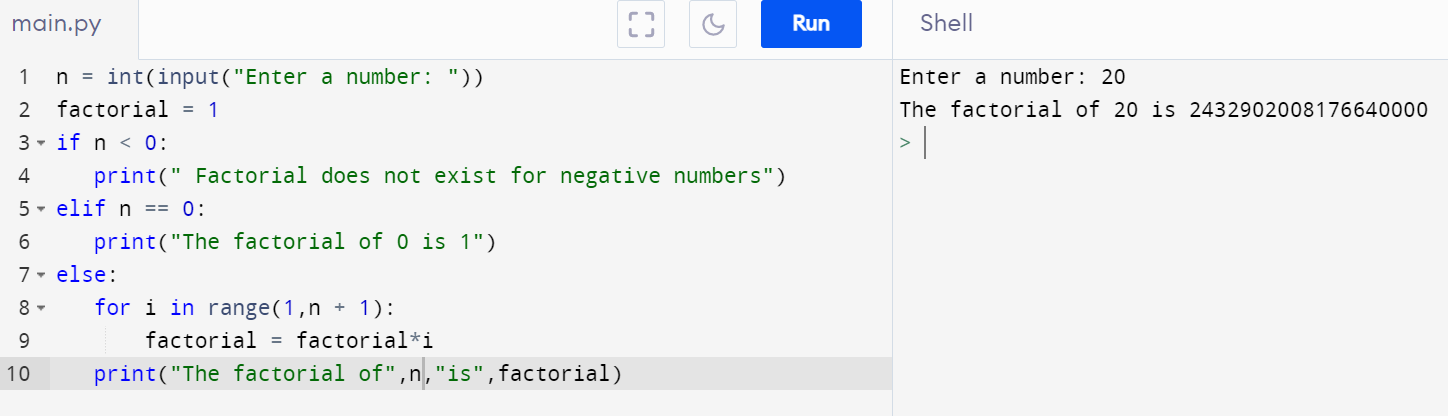 main.py
Run
Shell
1 n = int(input("Enter a number: "))
2 factorial = 1
3 if n < 0:
4    print(" Factorial does not exist for negative numbers")
5 elif n == 0:
6    print("The factorial of 0 is 1")
7 else:
8    for i in range(1,n + 1):
9        factorial = factorial*i
10    print("The factorial of",n,"is",factorial)
Enter a number: 20
The factorial of 20 is 2432902008176640000
>